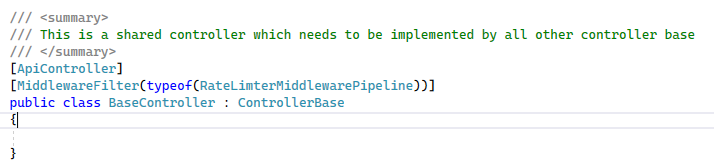 /// <summary>
/// This is a shared controller which needs to be implemented by all other controller base
/// </summary>
[ApiController]
[MiddlewareFilter(typeof(RateLimterMiddlewarePipeline))]
public class BaseController : ControllerBase
{
}